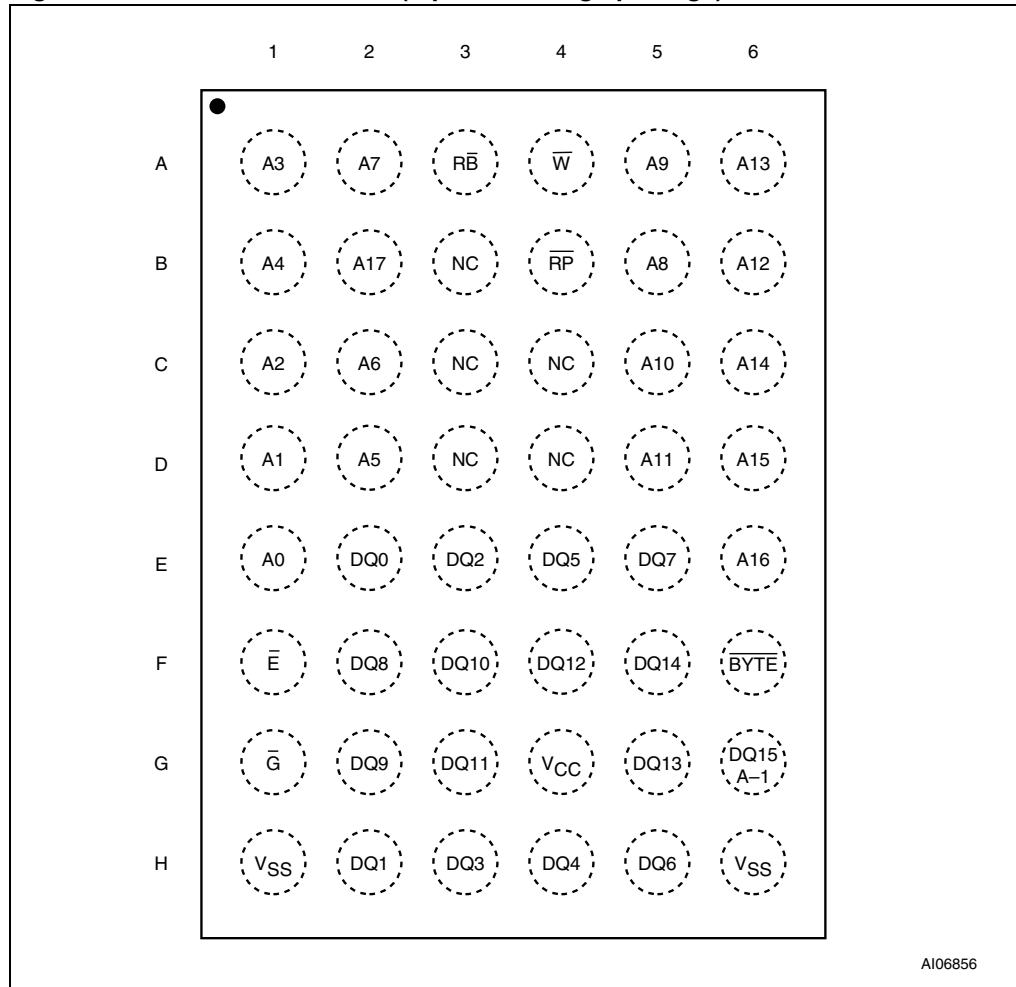 1 2 3 4 5 6
A A3 A7 RB̅ W̅ A9 A13
B A4 A17 NC R̅P̅ A8 A12
C A2 A6 NC NC A10 A14
D A1 A5 NC NC A11 A15
E A0 DQ0 DQ2 DQ5 DQ7 A16
F E̅ DQ8 DQ10 DQ12 DQ14 B̅Y̅T̅E̅
G G̅ DQ9 DQ11 VCC DQ13 DQ15
A–1
H VSS DQ1 DQ3 DQ4 DQ6 VSS
AI06856